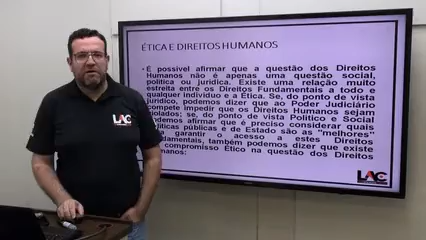 LAC
ÉTICA E DIREITOS HUMANOS
É possível afirmar que a questão dos Direitos
Humanos não é apenas uma questão social,
política ou jurídica. Existe uma relação muito
estreita entre os Direitos Fundamentais a todo e
qualquer indivíduo e a Ética. Se, do ponto de vista
jurídico, podemos dizer que ao Poder Judiciário
compete impedir que os Direitos Humanos sejam
violados; se, do ponto de vista Político e Social
podemos afirmar que é preciso considerar quais
políticas públicas e de Estado são as "melhores"
garantir o acesso a estes Direitos
damentais, também podemos dizer que existe
compromisso Ético na questão dos Direitos
umanos:
LAC
LAC